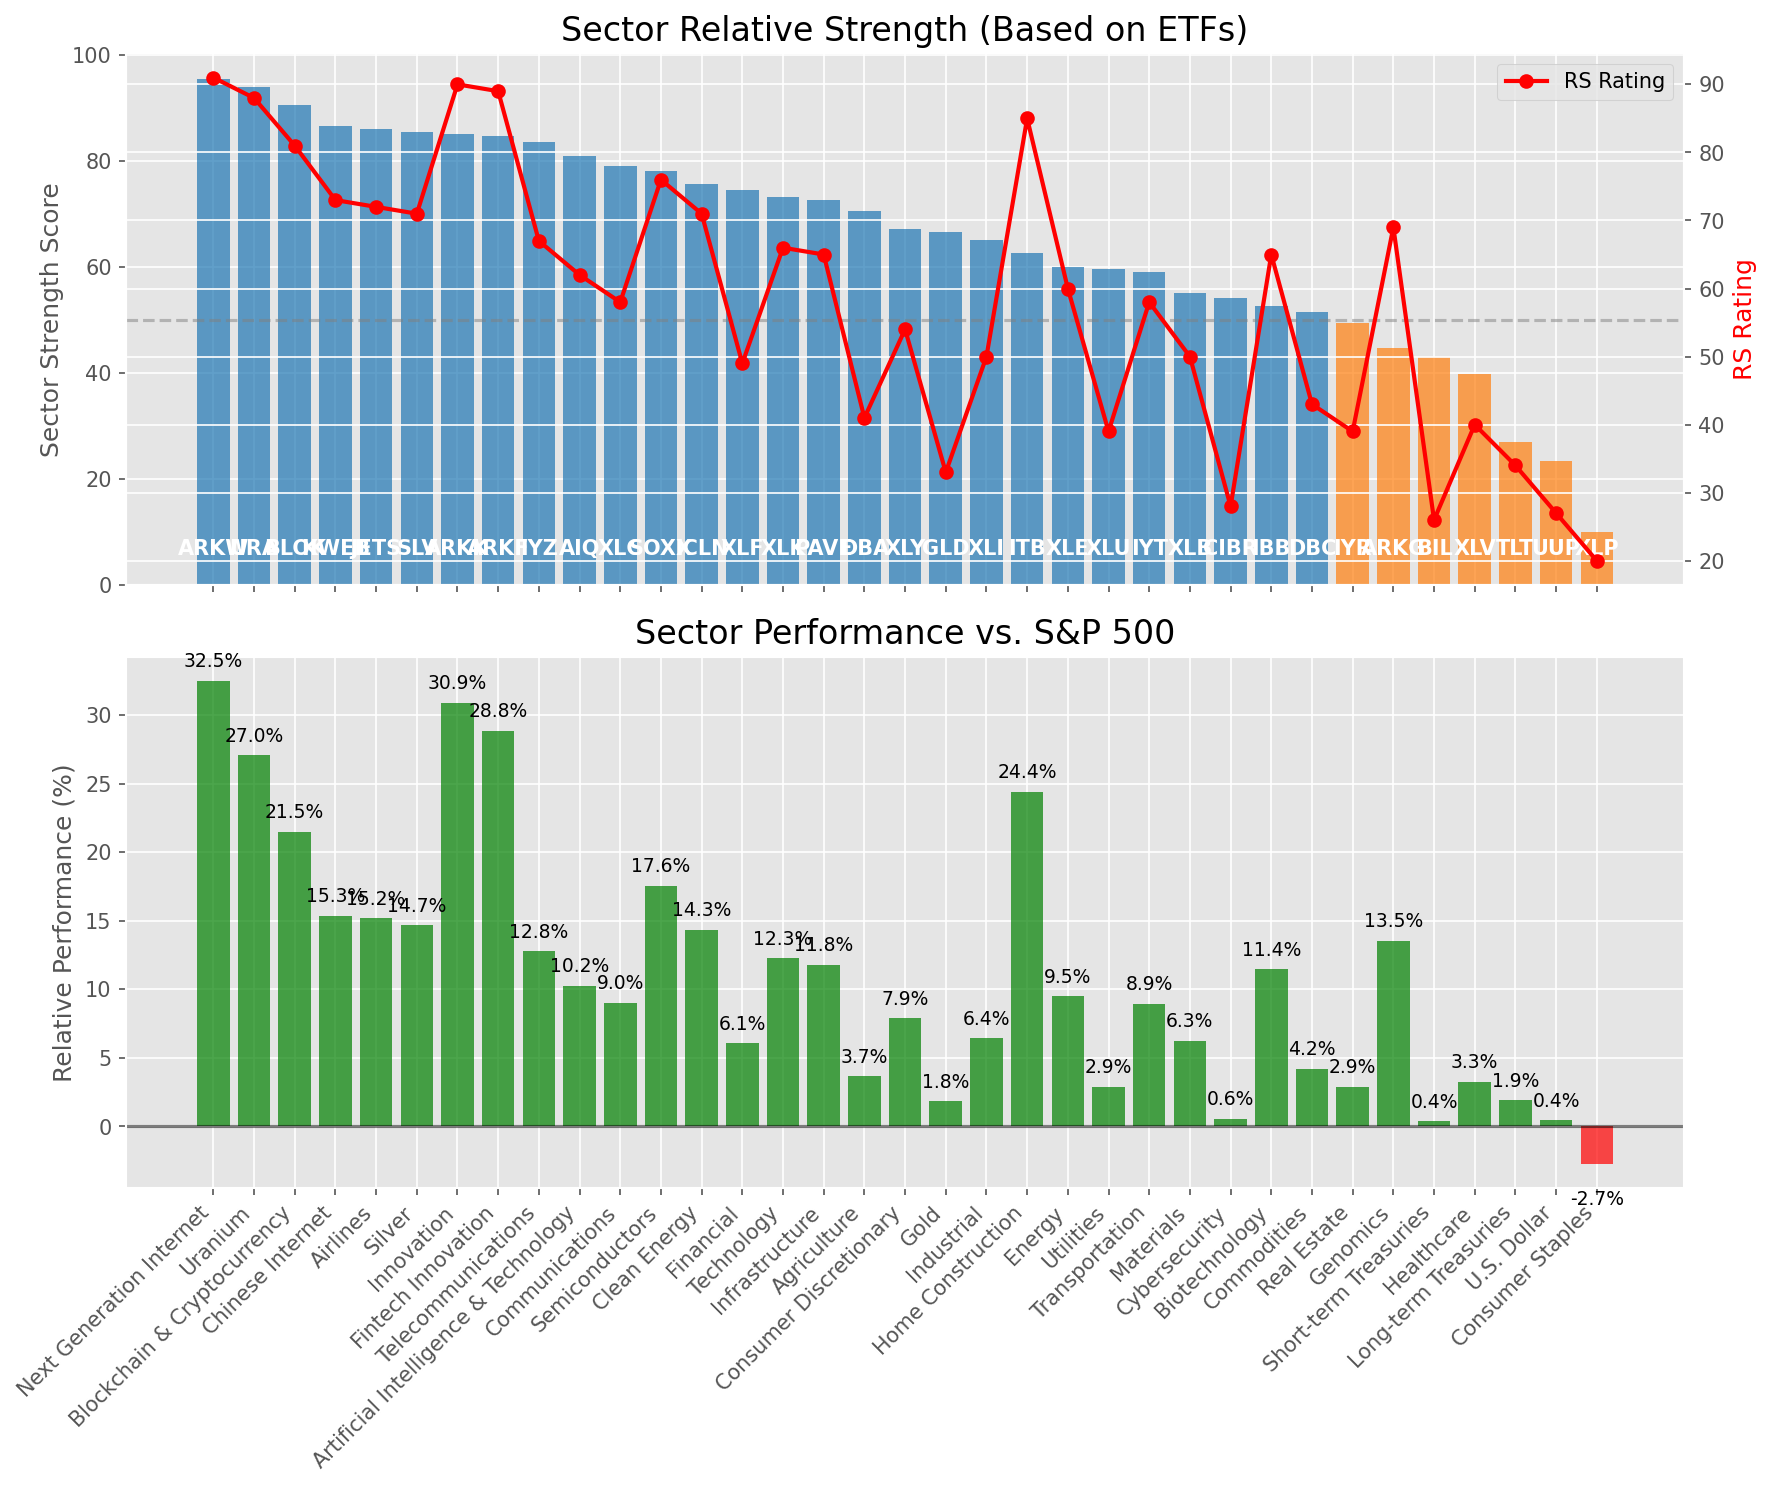 Sector Relative Strength (Based on ETFs)
Sector Strength Score
100
80
60
40
20
0
RS Rating
90
80
70
60
50
40
30
20
RS Rating
ARKW
BLCK
KWEB
JETS
SLV
ARKK
ARKF
IYZ
AIQ
XLC
SOXX
ICLN
XLF
XLK
PAVE
DBA
XLY
GLD
XLI
ITB
XLE
XLU
IYT
XLB
CIBR
IBB
DBC
IYR
ARKG
BIL
XLV
TLT
UUP
XLP
Sector Performance vs. S&P 500
Relative Performance (%)
30
25
20
15
10
5
0
32.5%
27.0%
21.5%
15.3%
15.2%
14.7%
30.9%
28.8%
12.8%
10.2%
9.0%
17.6%
14.3%
6.1%
12.3%
11.8%
3.7%
7.9%
1.8%
6.4%
24.4%
9.5%
2.9%
8.9%
6.3%
0.6%
11.4%
4.2%
2.9%
13.5%
0.4%
3.3%
1.9%
0.4%
-2.7%
Next Generation Internet
Uranium
Blockchain & Cryptocurrency
Chinese Internet
Airlines
Silver
Innovation
Fintech Innovation
Telecommunications
Artificial Intelligence & Technology
Communications
Semiconductors
Clean Energy
Financial
Technology
Infrastructure
Agriculture
Consumer Discretionary
Gold
Industrial
Home Construction
Energy
Utilities
Transportation
Materials
Cybersecurity
Biotechnology
Commodities
Real Estate
Genomics
Short-term Treasuries
Healthcare
Long-term Treasuries
U.S. Dollar
Consumer Staples